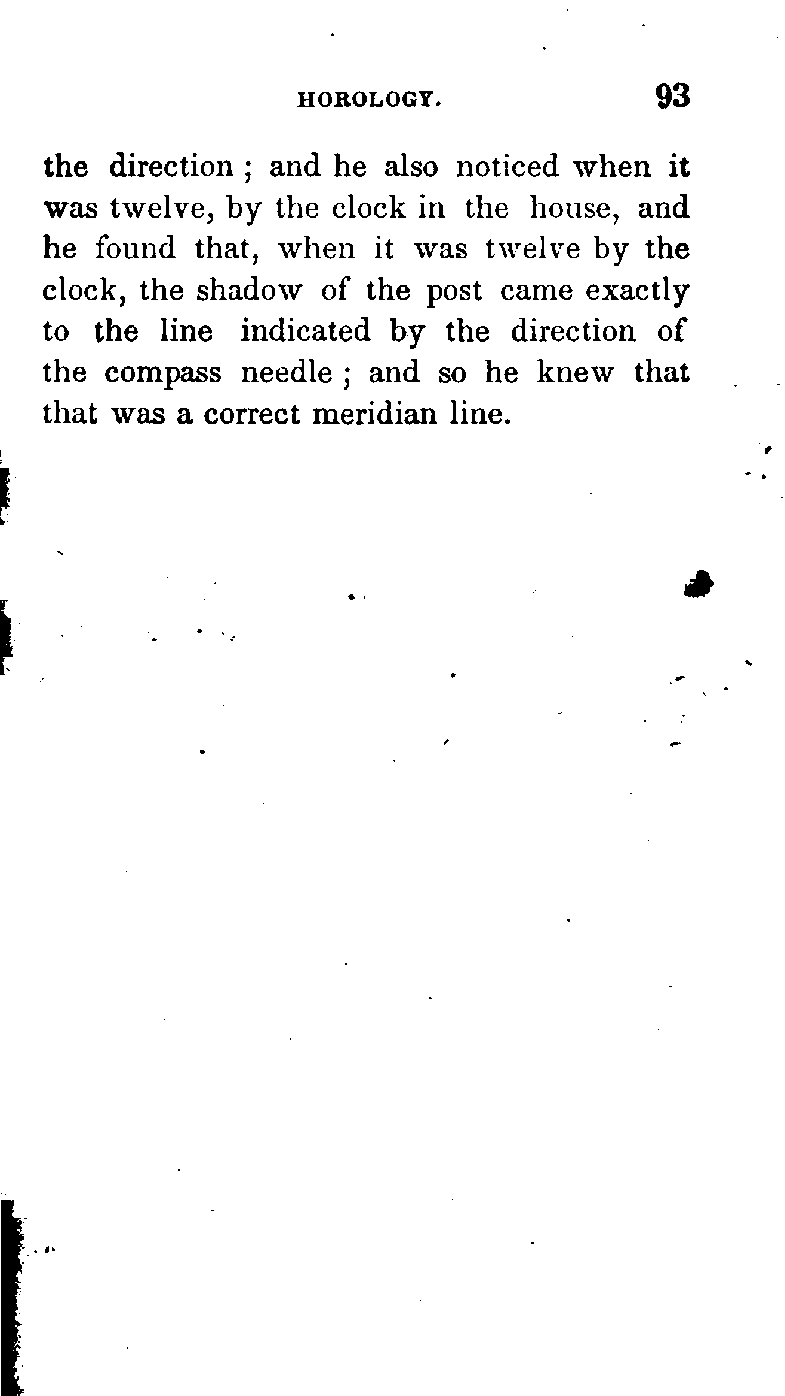 HOROLOGY. 93
the direction ; and he also noticed when it
was twelve, by the clock in the house, and
he found that, when it was twelve by the
clock, the shadow of the post came exactly
to the line indicated by the direction of
the compass needle ; and so he knew that
that was a correct meridian line.